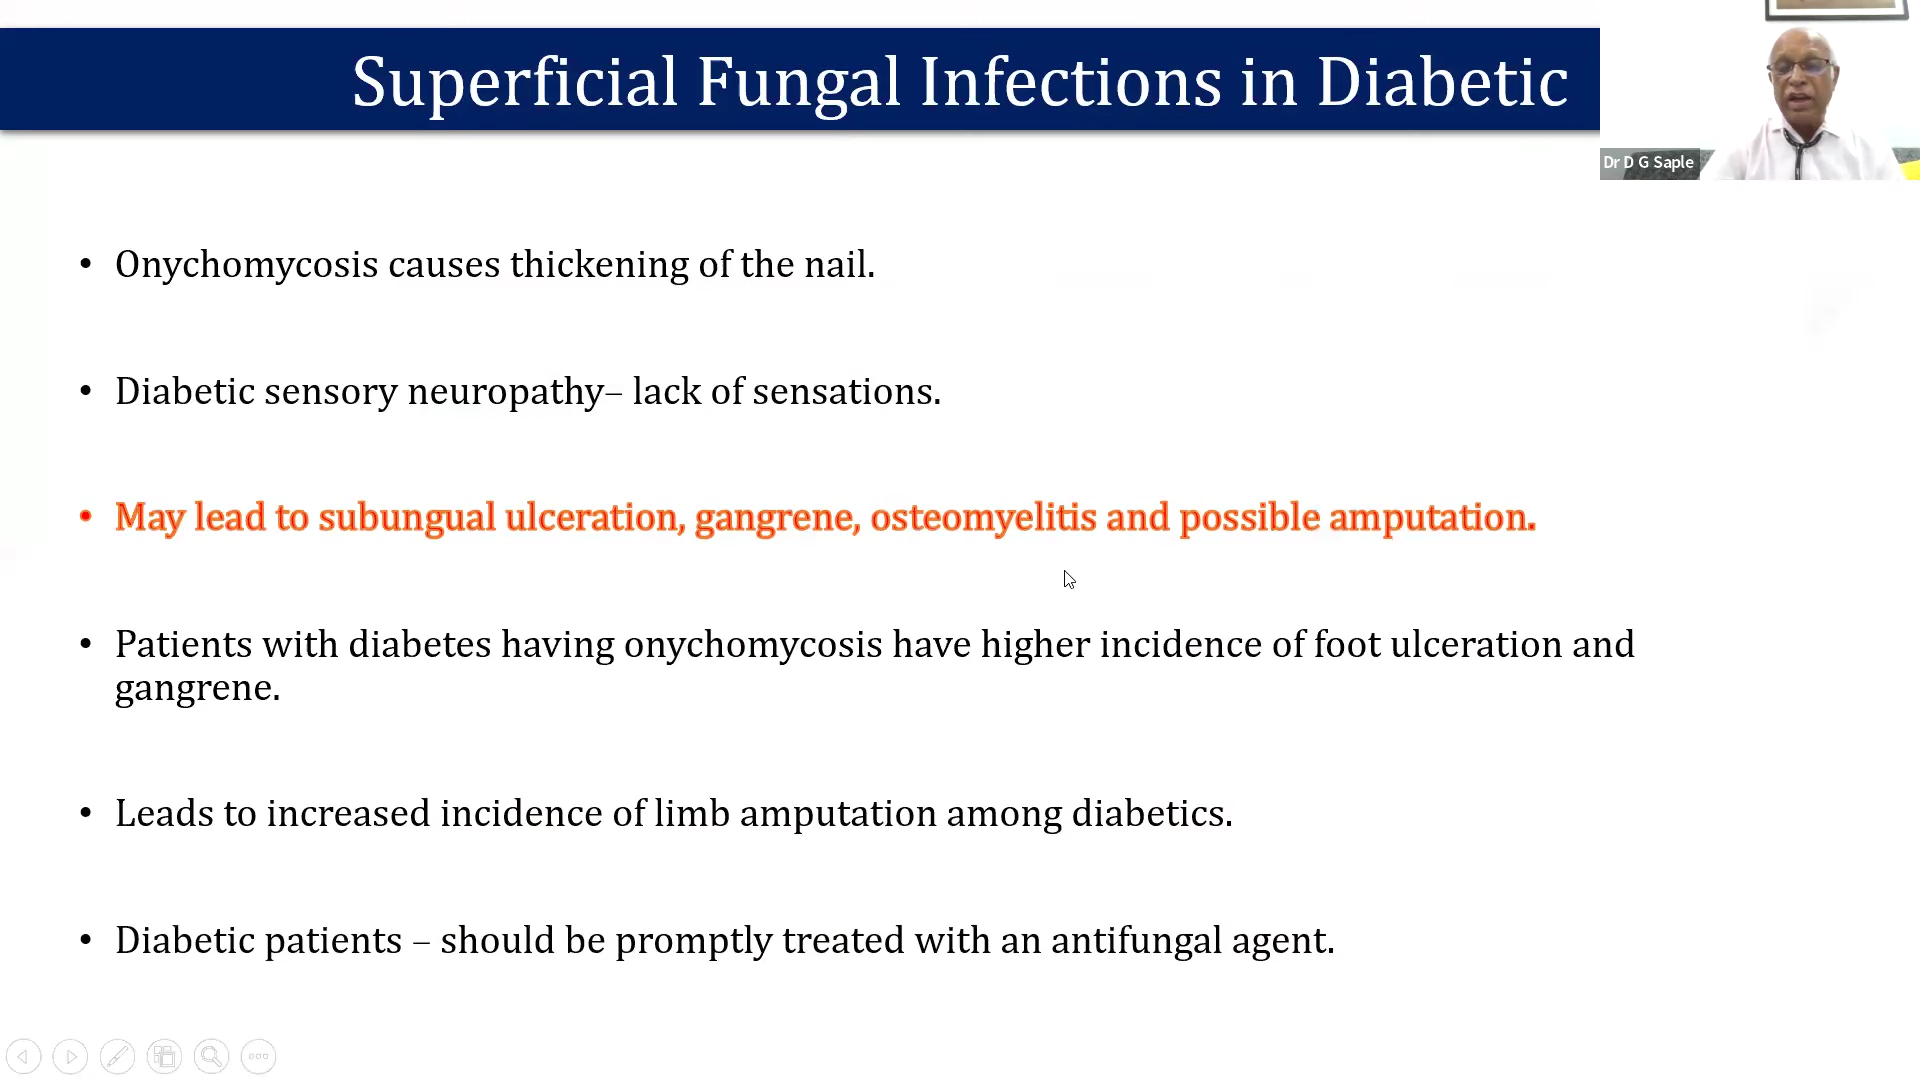 Superficial Fungal Infections in Diabetic
Dr D G Saple
• Onychomycosis causes thickening of the nail.
• Diabetic sensory neuropathy– lack of sensations.
• May lead to subungual ulceration, gangrene, osteomyelitis and possible amputation.
• Patients with diabetes having onychomycosis have higher incidence of foot ulceration and
gangrene.
• Leads to increased incidence of limb amputation among diabetics.
• Diabetic patients – should be promptly treated with an antifungal agent.